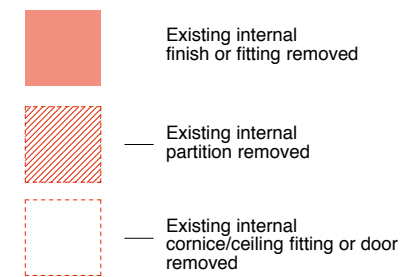 Existing internal
finish or fitting removed
Existing internal
partition removed
Existing internal
cornice/ceiling fitting or door
removed